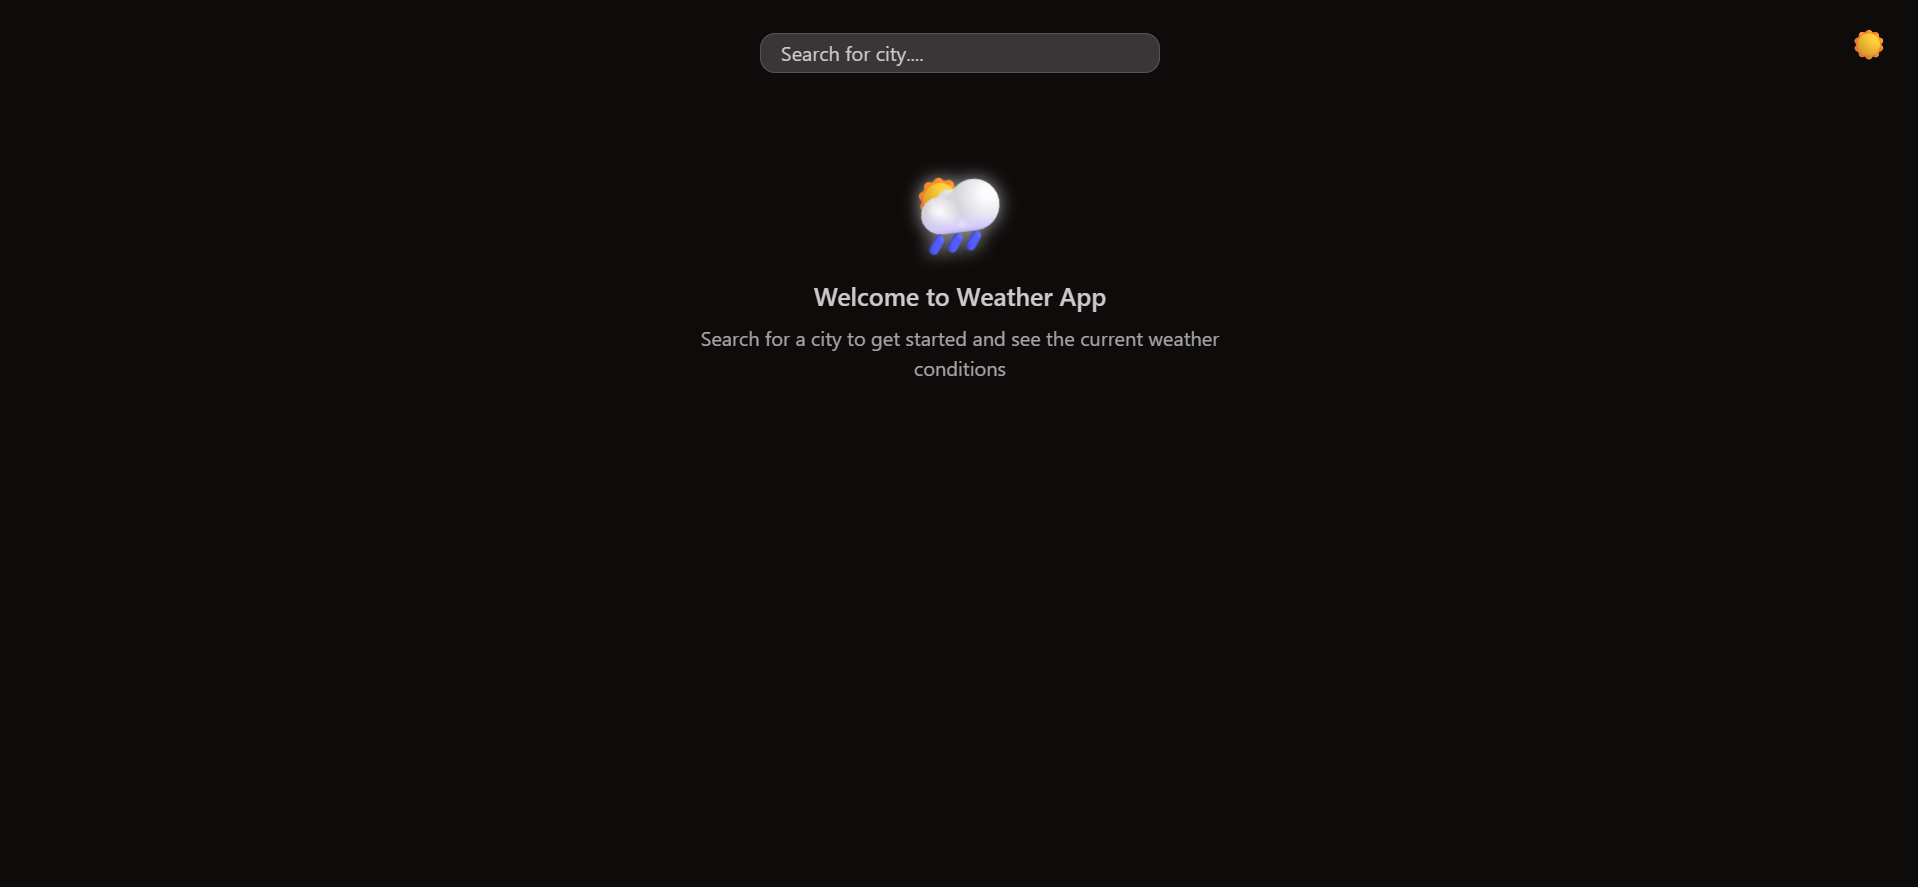 Search for city....
Welcome to Weather App
Search for a city to get started and see the current weather
conditions